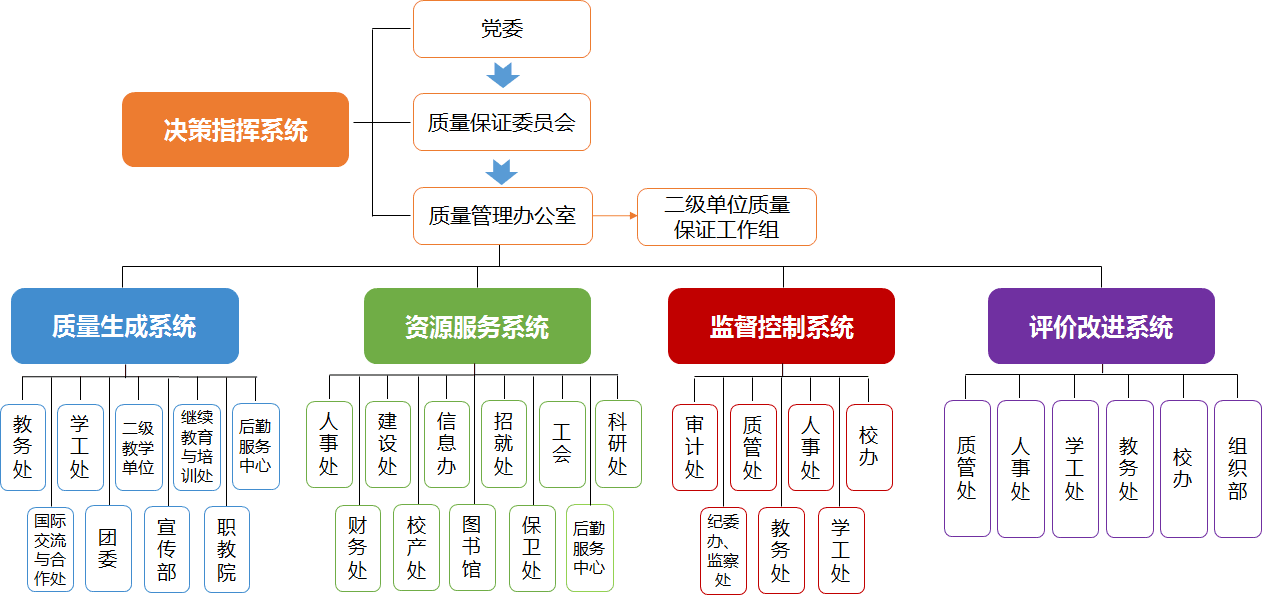 党委
决策指挥系统
质量保证委员会
质量管理办公室
二级单位质量
保证工作组
质量生成系统
资源服务系统
监督控制系统
评价改进系统
教
务
处
学
工
处
二级
教学
单位
继续
教育
与培
训处
后勤
服务
中心
国际
交流
与合
作处
团
委
宣
传
部
职
教
院
人
事
处
建
设
处
信
息
办
招
就
处
工
会
科
研
处
财
务
处
校
产
处
图
书
馆
保
卫
处
后勤
服务
中心
审
计
处
质
管
处
人
事
处
校
办
纪委
办、
监察
处
教
务
处
学
工
处
质
管
处
人
事
处
学
工
处
教
务
处
校
办
组
织
部